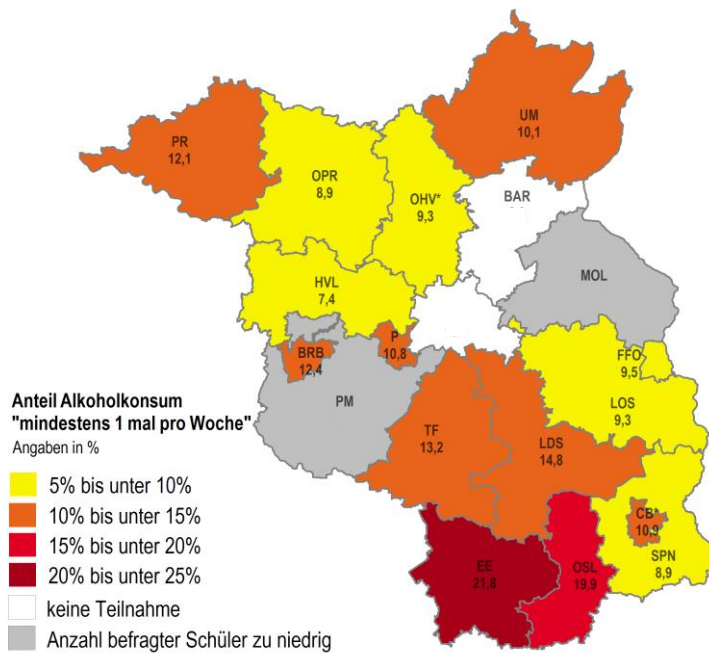 UM
10,1
PR
12,1
OPR
8,9
OHV*
9,3
BAR
MOL
HVL
7,4
P
10,8
FFO
9,5
BRB
12,4
PM
LOS
9,3
TF
13,2
LDS
14,8
CB*
10,9
SPN
8,9
EE
21,8
OSL
19,9
Anteil Alkoholkonsum
"mindestens 1 mal pro Woche"
Angaben in %
5% bis unter 10%
10% bis unter 15%
15% bis unter 20%
20% bis unter 25%
keine Teilnahme
Anzahl befragter Schüler zu niedrig